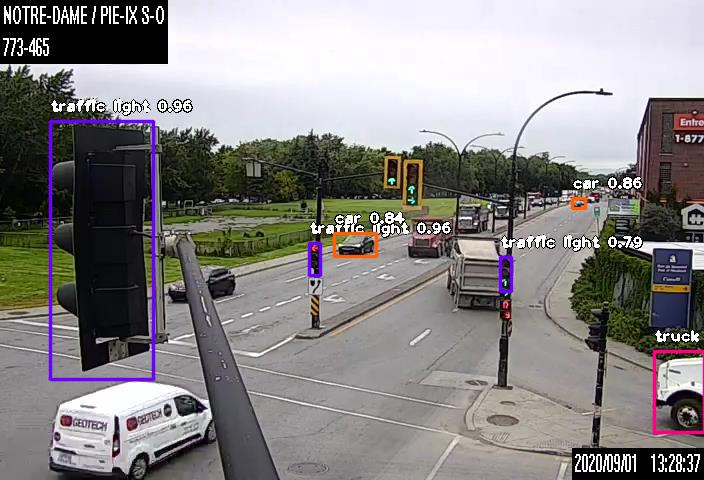 NOTRE-DAME / PIE-IX S-O
773-465
traffic light 0.96
car 0.86
car 0.84
traffic light 0.96
traffic light 0.79
truck
Entre
1-877
Canada
GEOTECH
GEOTECH
2020/09/01 13:28:37